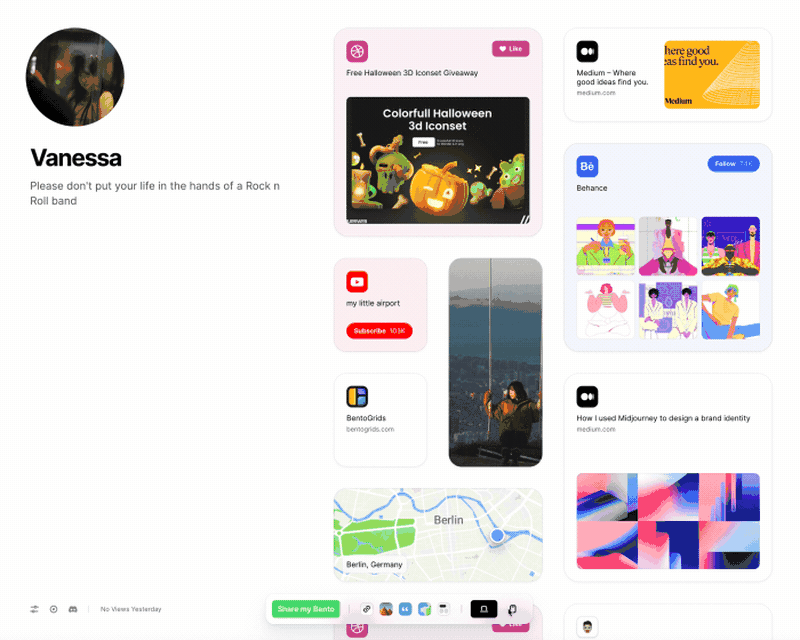 Vanessa
Please don't put your life in the hands of a Rock n
Roll band
Like
Free Halloween 3D Iconset Giveaway
Colorfull Halloween
3d Iconset
Free
my little airport
Subscribe
BentoGrids
bentogrids.com
Berlin
Berlin, Germany
Medium – Where
good ideas find you.
medium.com
here good
eas find you.
Medium
Bē
Follow
Behance
How I used Midjourney to design a brand identity
medium.com
No Views Yesterday
Share my Bento
Like